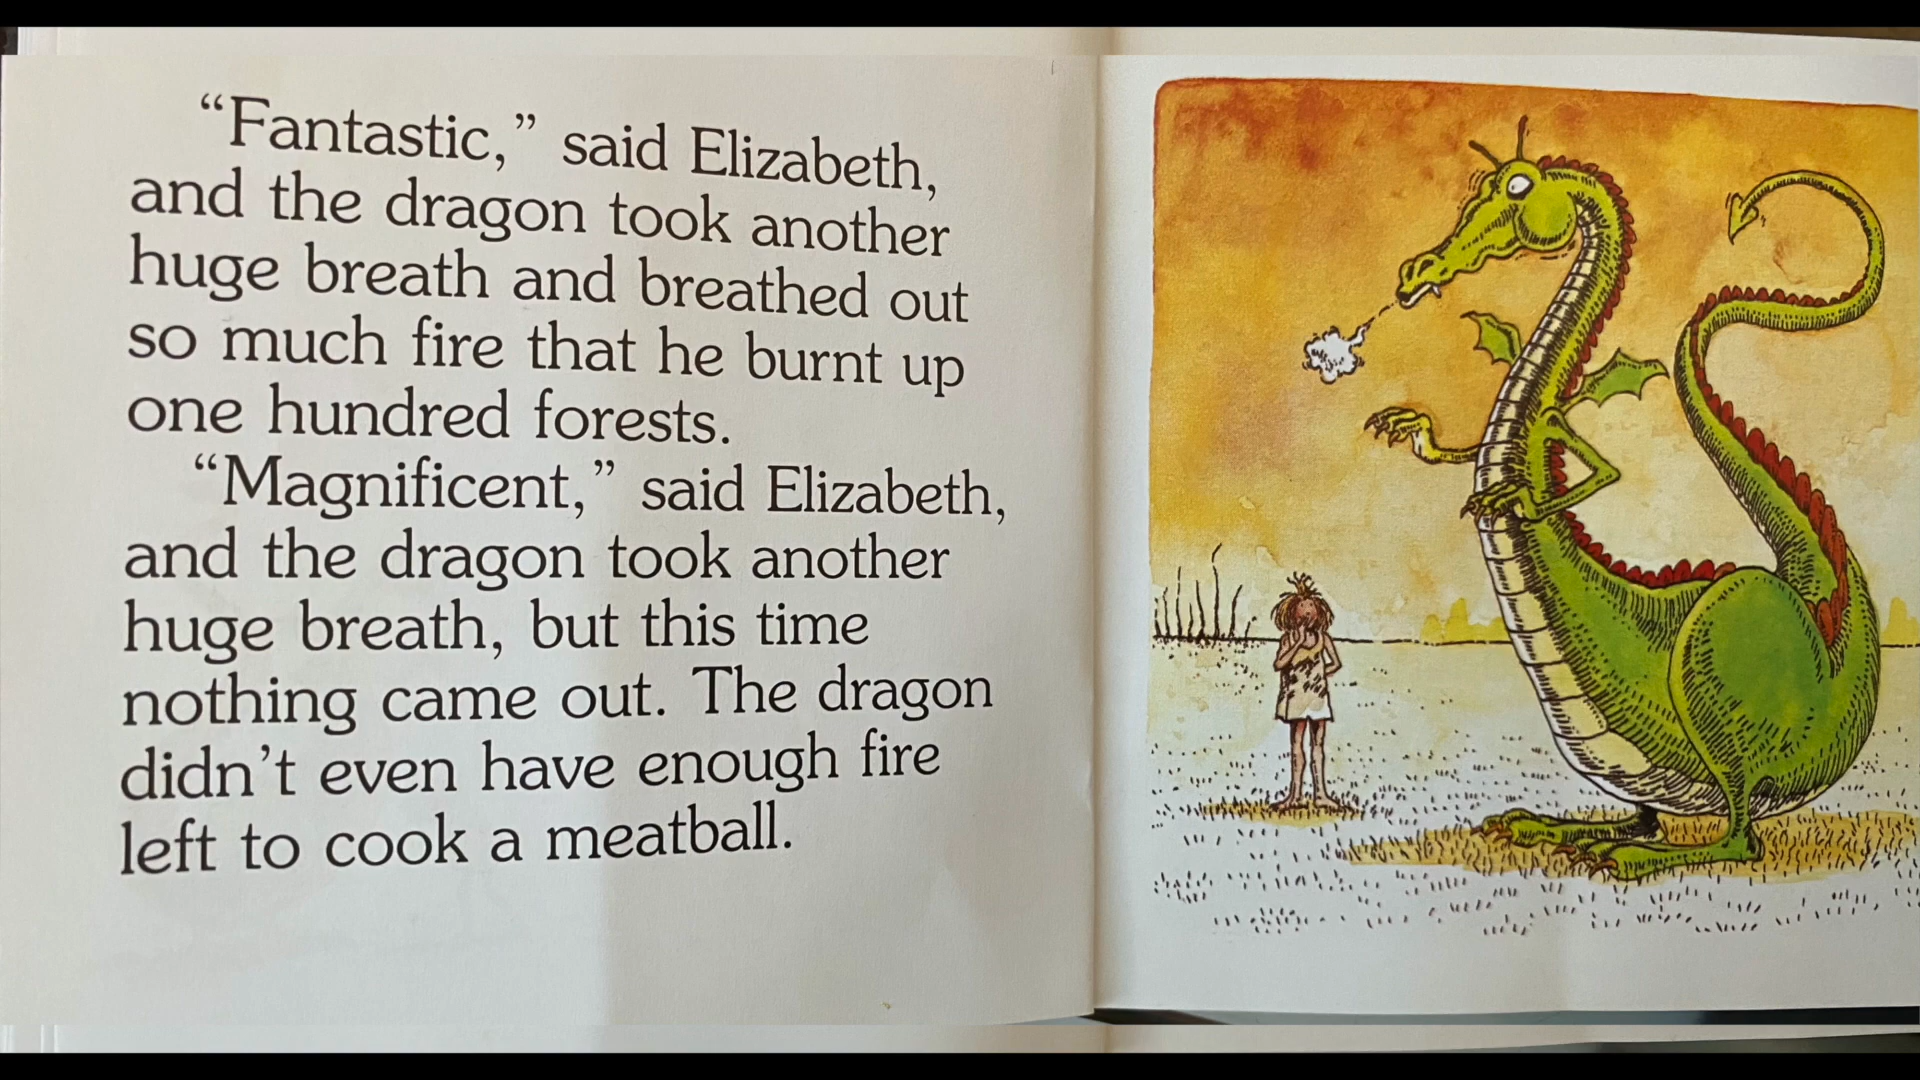 “Fantastic,” said Elizabeth,
and the dragon took another
huge breath and breathed out
so much fire that he burnt up
one hundred forests.
“Magnificent,” said Elizabeth,
and the dragon took another
huge breath, but this time
nothing came out. The dragon
didn’t even have enough fire
left to cook a meatball.